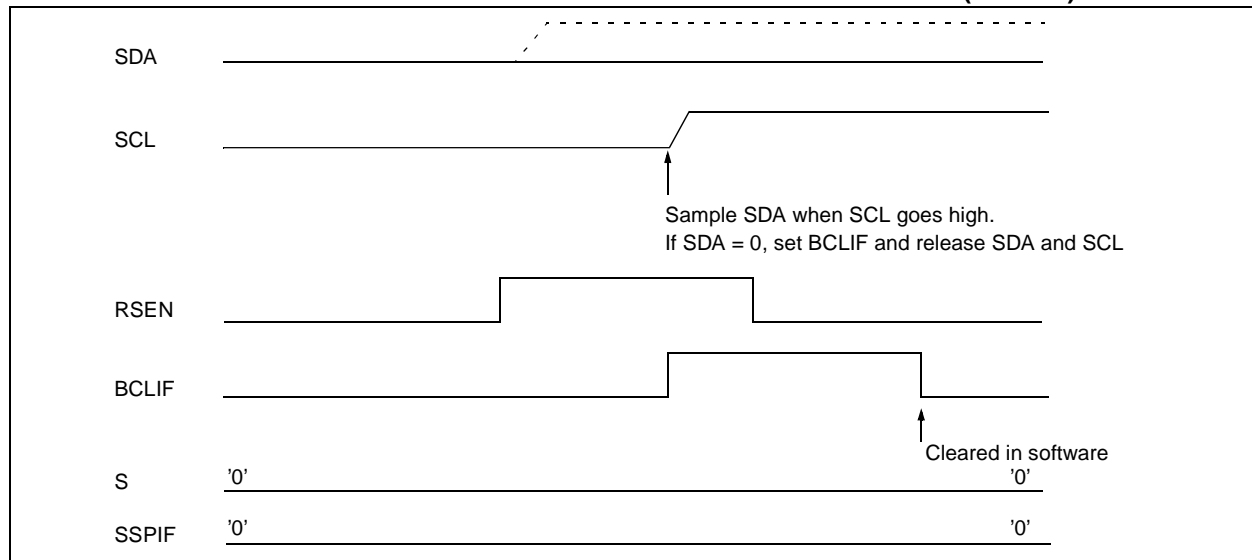 SDA
SCL
Sample SDA when SCL goes high.
If SDA = 0, set BCLIF and release SDA and SCL
RSEN
BCLIF
Cleared in software
S '0' '0'
SSPIF '0' '0'